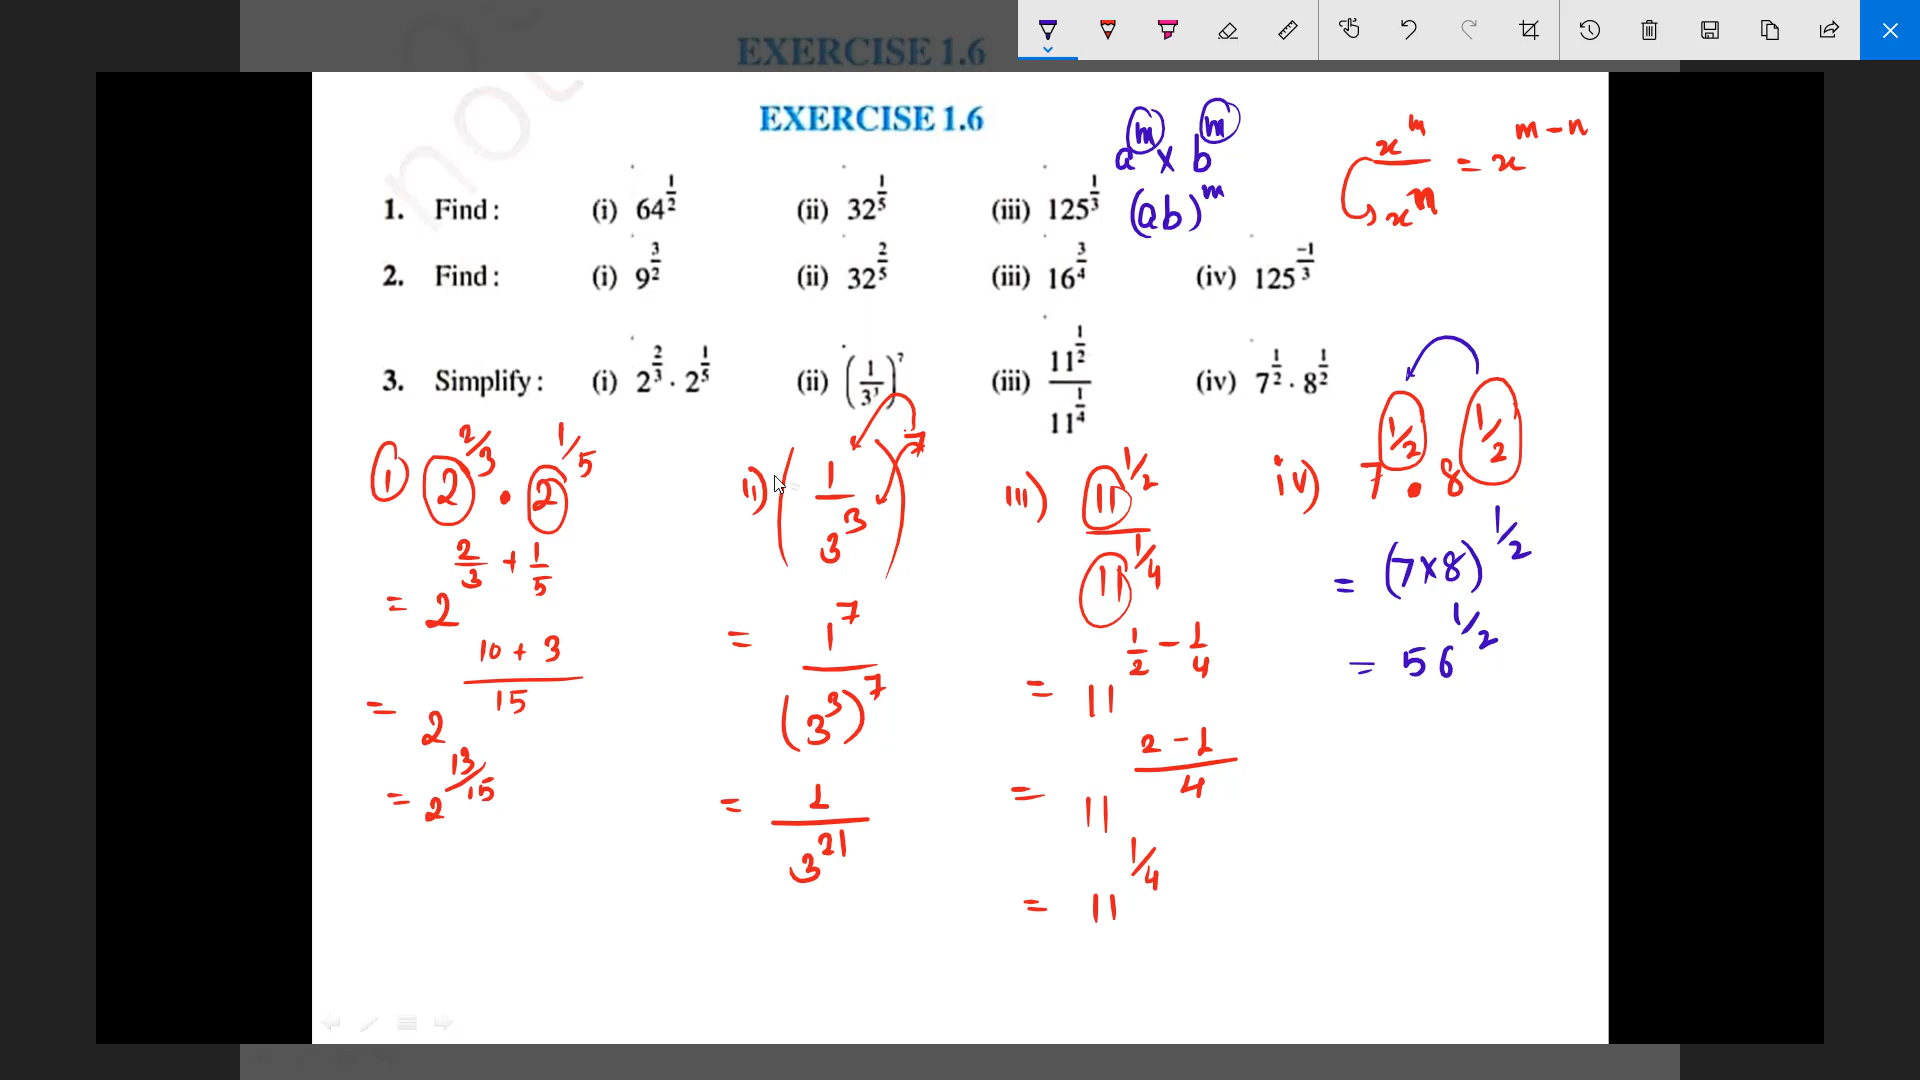 EXERCISE 1.6
EXERCISE 1.6
a^m x b^m
(ab)^m
x^m / x^n = x^(m-n)
1. Find : (i) 64^(1/2) (ii) 32^(1/5) (iii) 125^(1/3)
2. Find : (i) 9^(3/2) (ii) 32^(2/5) (iii) 16^(3/4) (iv) 125^(-1/3)
3. Simplify : (i) 2^(2/3) . 2^(1/5) (ii) (1/3^3)^7 (iii) 11^(1/2) / 11^(1/4) (iv) 7^(1/2) . 8^(1/2)
(1) 2^(2/3) . 2^(1/5)
= 2^(2/3 + 1/5)
= 2^((10 + 3)/15)
= 2^(13/15)
ii) (1/3^3)^7
= 1^7 / (3^3)^7
= 1 / 3^21
iii) 11^(1/2) / 11^(1/4)
= 11^(1/2 - 1/4)
= 11^((2 - 1)/4)
= 11^(1/4)
iv) 7^(1/2) . 8^(1/2)
= (7x8)^(1/2)
= 56^(1/2)
not